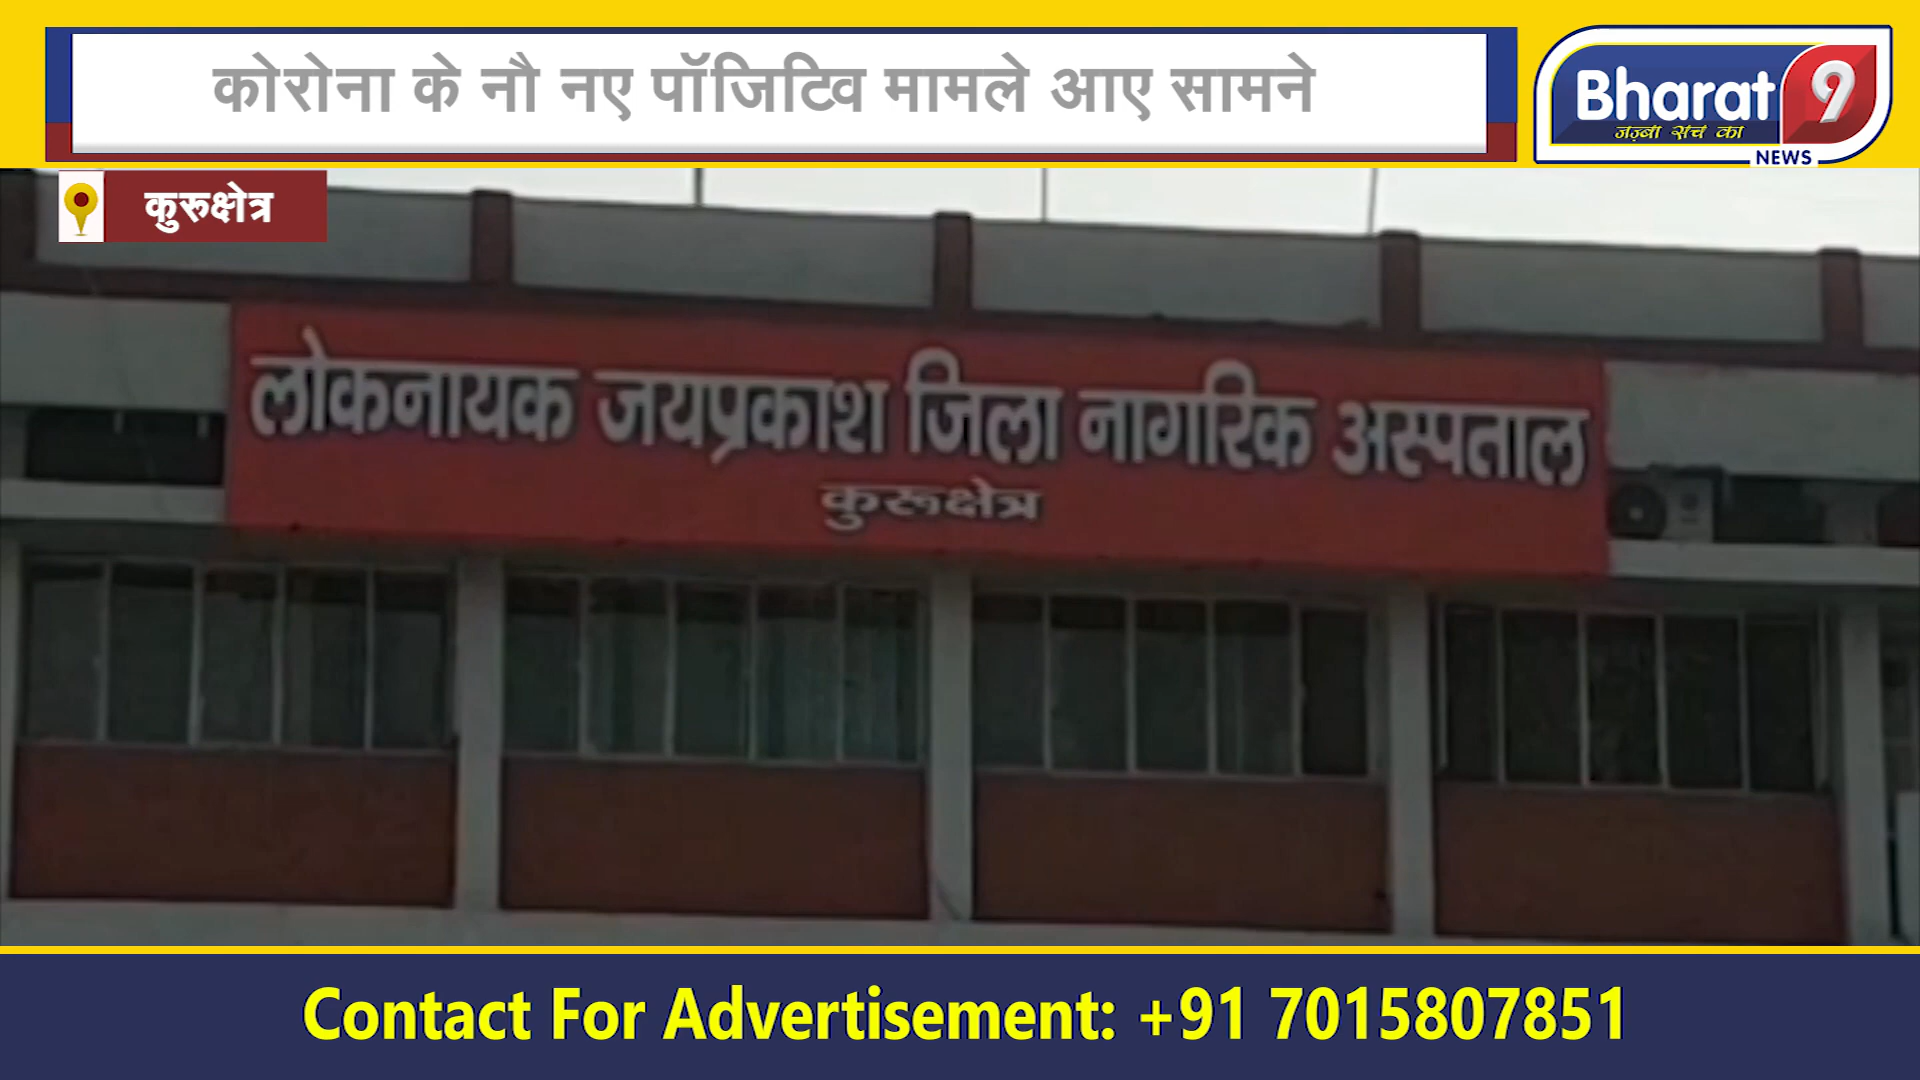 कोरोना के नौ नए पॉजिटिव मामले आए सामने
Bharat 9
जज़्बा सच का
NEWS
कुरुक्षेत्र
लोकनायक जयप्रकाश जिला नागरिक अस्पताल
कुरूक्षेत्र
Contact For Advertisement: +91 7015807851